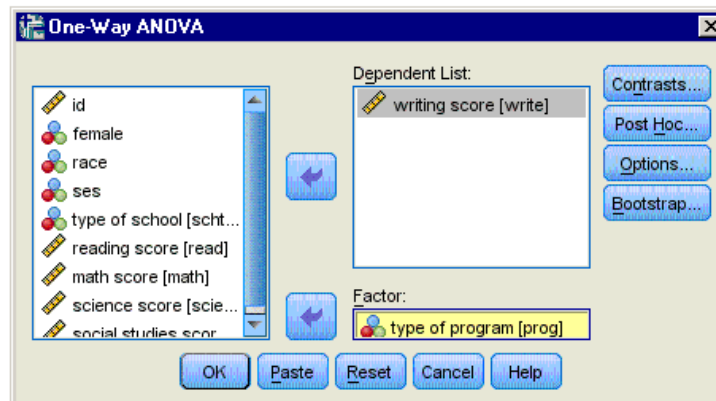 One-Way ANOVA
id
female
race
ses
type of school [scht...
reading score [read]
math score [math]
science score [scie...
social studies scor
Dependent List:
writing score [write]
Factor:
type of program [prog]
Contrasts...
Post Hoc...
Options...
Bootstrap...
OK
Paste
Reset
Cancel
Help